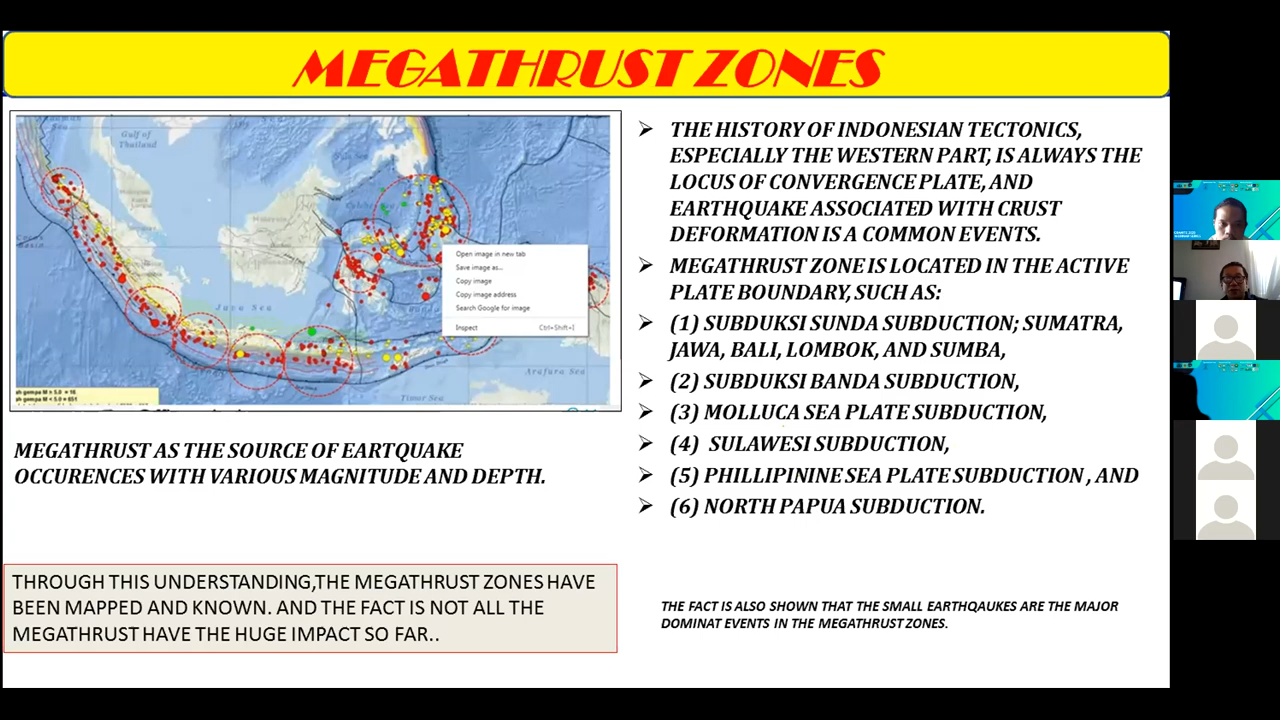 MEGATHRUST ZONES
Gulf of
Thailand
Java Sea
Arafura Sea
Timor Sea
Open image in new tab
Save image as...
Copy image
Copy image address
Search Google for image
Inspect Ctrl+Shift+I
MEGATHRUST AS THE SOURCE OF EARTQUAKE
OCCURENCES WITH VARIOUS MAGNITUDE AND DEPTH.
THROUGH THIS UNDERSTANDING,THE MEGATHRUST ZONES HAVE
BEEN MAPPED AND KNOWN. AND THE FACT IS NOT ALL THE
MEGATHRUST HAVE THE HUGE IMPACT SO FAR..
➢ THE HISTORY OF INDONESIAN TECTONICS,
ESPECIALLY THE WESTERN PART, IS ALWAYS THE
LOCUS OF CONVERGENCE PLATE, AND
EARTHQUAKE ASSOCIATED WITH CRUST
DEFORMATION IS A COMMON EVENTS.
➢ MEGATHRUST ZONE IS LOCATED IN THE ACTIVE
PLATE BOUNDARY, SUCH AS:
➢ (1) SUBDUKSI SUNDA SUBDUCTION; SUMATRA,
JAWA, BALI, LOMBOK, AND SUMBA,
➢ (2) SUBDUKSI BANDA SUBDUCTION,
➢ (3) MOLLUCA SEA PLATE SUBDUCTION,
➢ (4) SULAWESI SUBDUCTION,
➢ (5) PHILLIPININE SEA PLATE SUBDUCTION , AND
➢ (6) NORTH PAPUA SUBDUCTION.
THE FACT IS ALSO SHOWN THAT THE SMALL EARTHQAUKES ARE THE MAJOR
DOMINAT EVENTS IN THE MEGATHRUST ZONES.